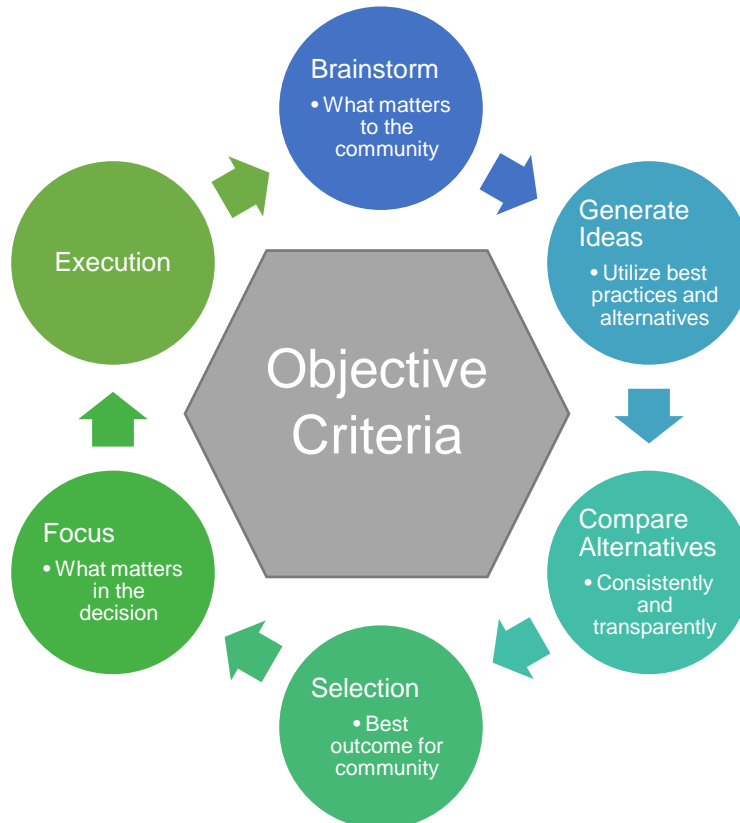 Brainstorm
• What matters
to the
community
Generate
Ideas
• Utilize best
practices and
alternatives
Compare
Alternatives
• Consistently
and
transparently
Selection
• Best
outcome for
community
Focus
• What matters
in the
decision
Execution
Objective
Criteria